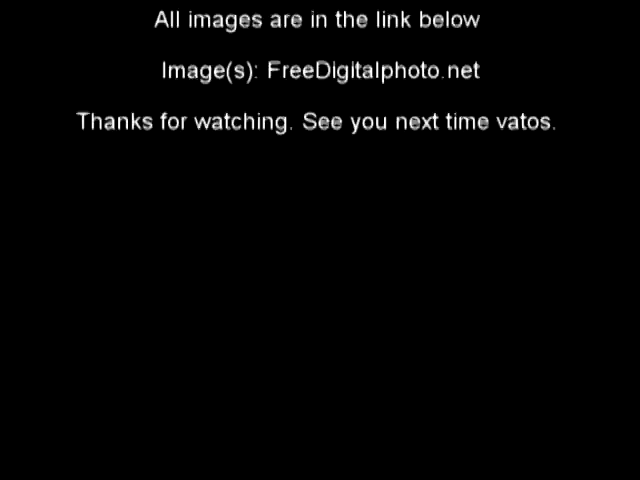 All images are in the link below
Image(s): FreeDigitalphoto.net
Thanks for watching. See you next time vatos.